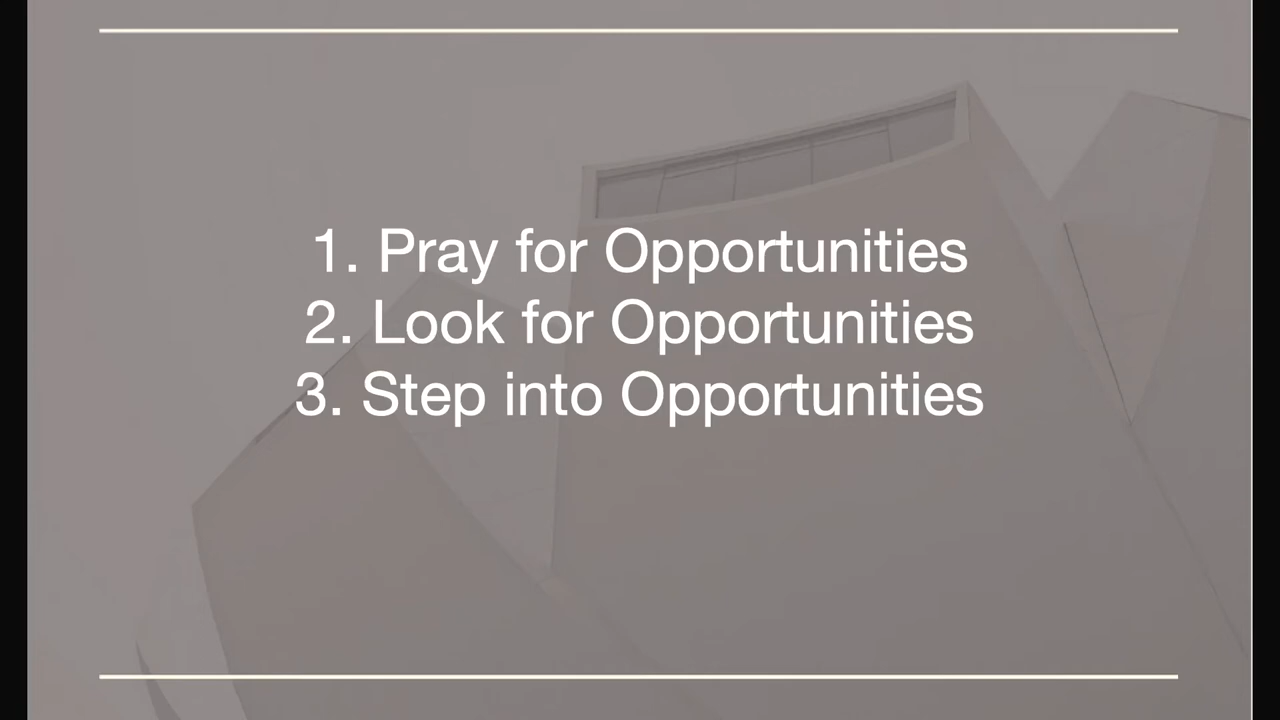 1. Pray for Opportunities
2. Look for Opportunities
3. Step into Opportunities